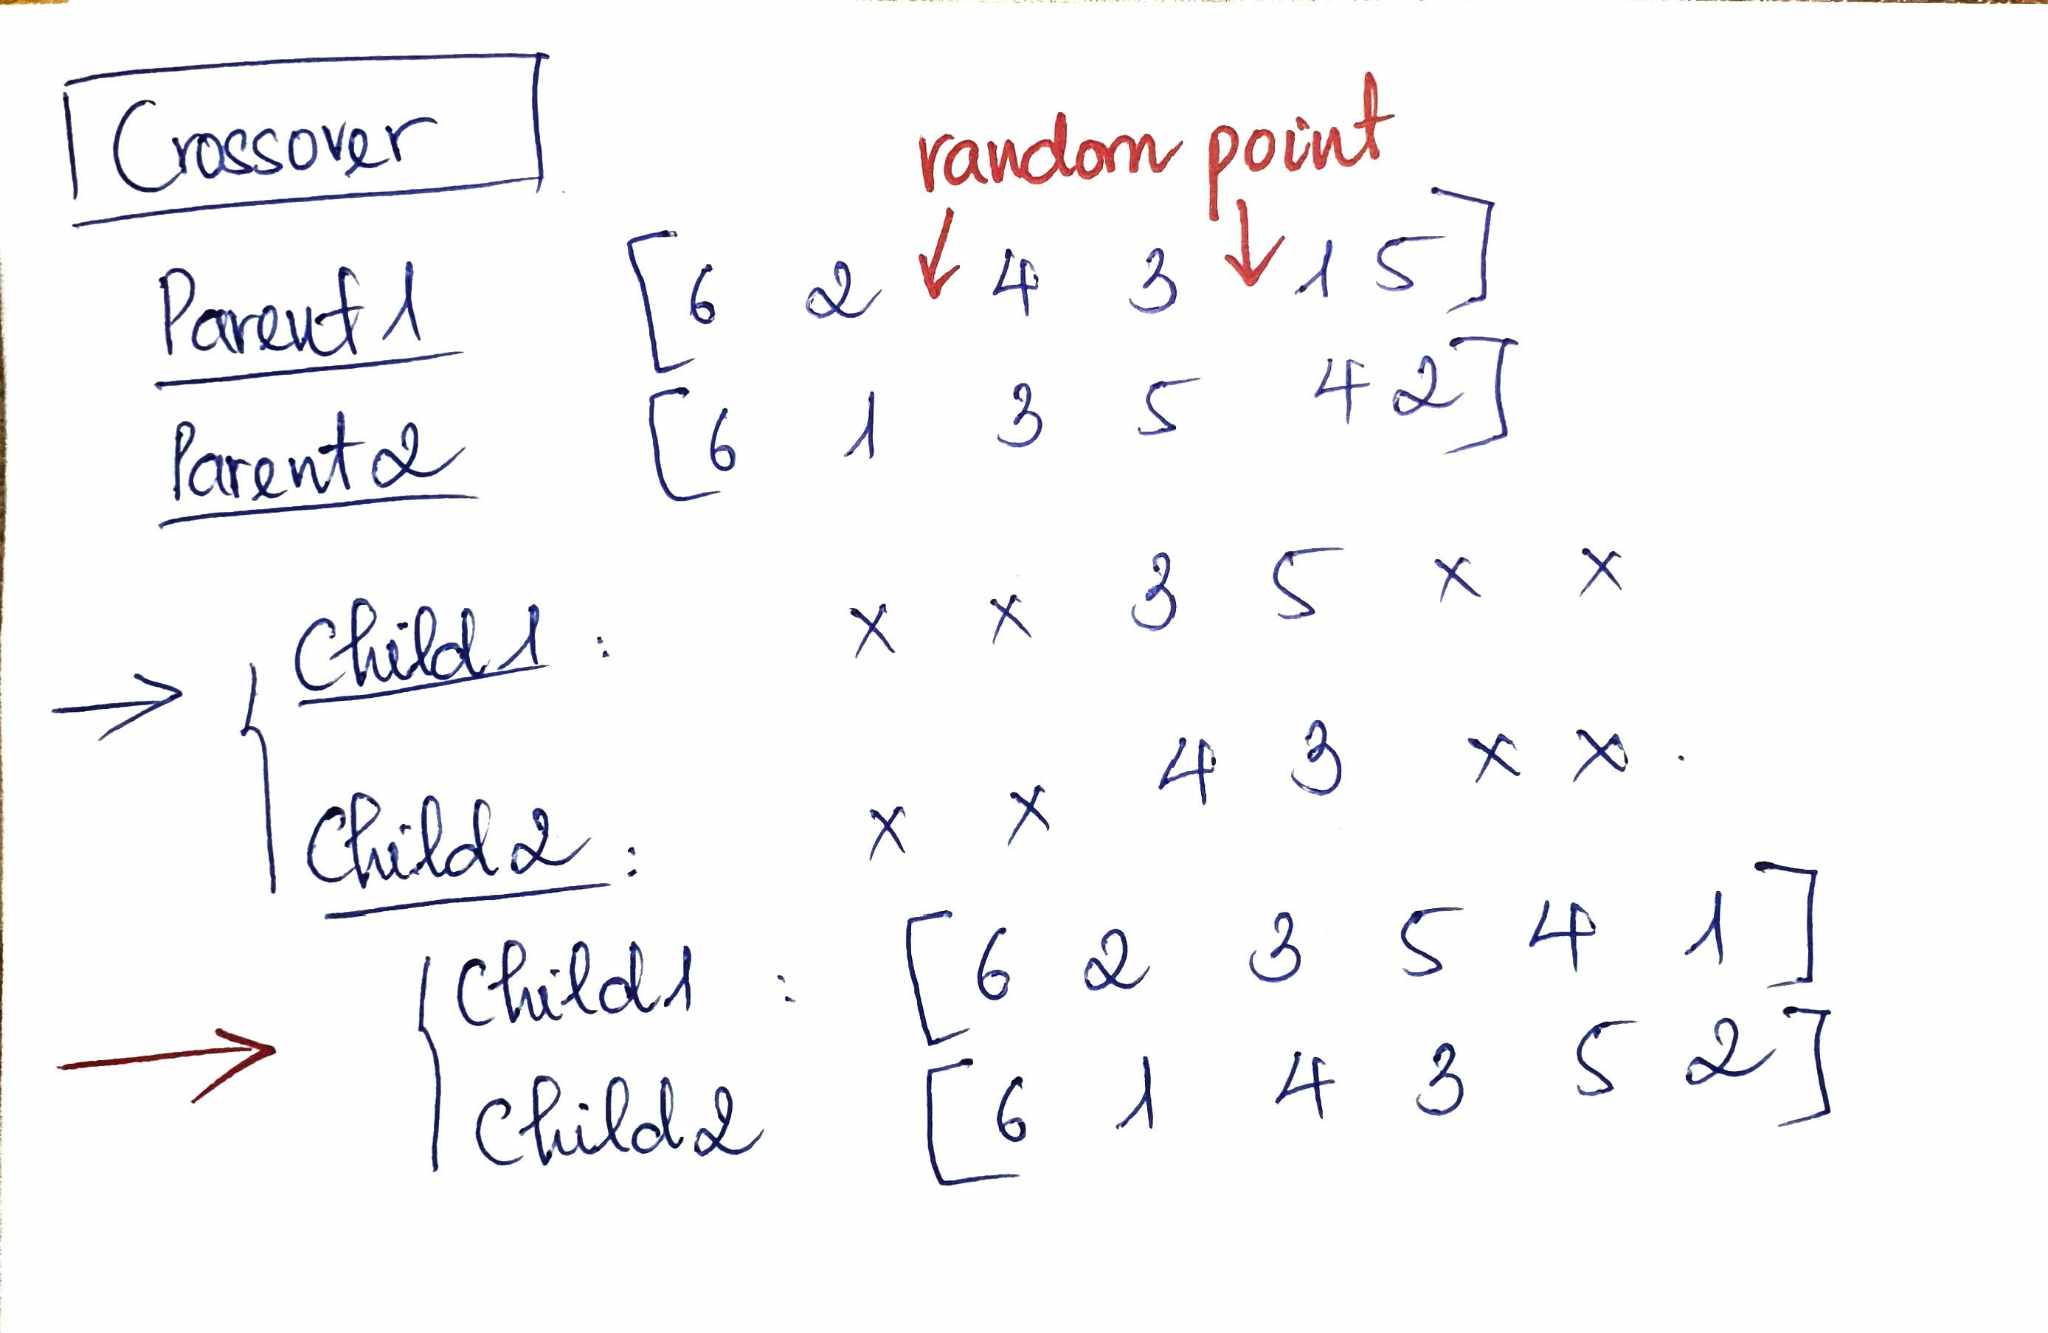 Crossover
random point
Parent 1 [6 2 ↓ 4 3 ↓ 1 5]
Parent 2 [6 1 3 5 4 2]
→ { Child 1 : x x 3 5 x x
Child 2 : x x 4 3 x x .
→ { Child 1 : [6 2 3 5 4 1]
Child 2 [6 1 4 3 5 2]